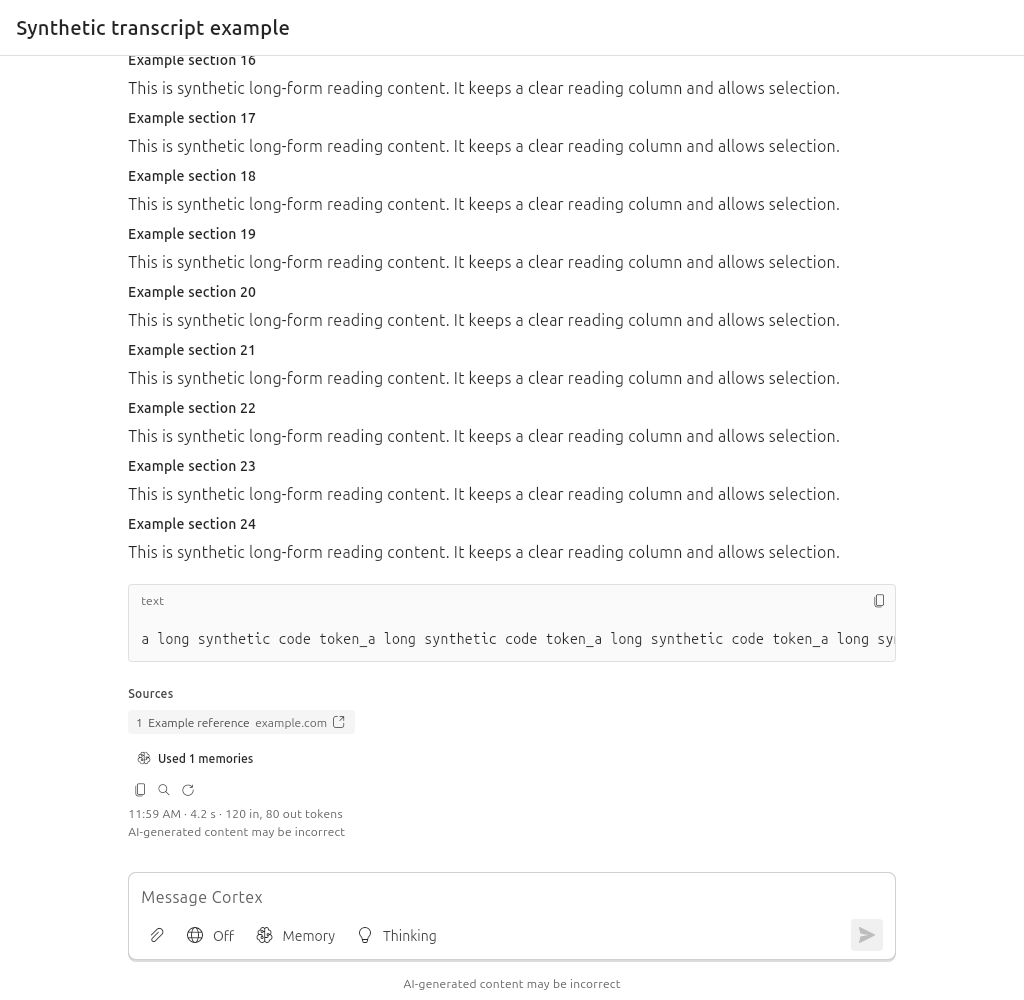 Synthetic transcript example
Example section 16
This is synthetic long-form reading content. It keeps a clear reading column and allows selection.
Example section 17
This is synthetic long-form reading content. It keeps a clear reading column and allows selection.
Example section 18
This is synthetic long-form reading content. It keeps a clear reading column and allows selection.
Example section 19
This is synthetic long-form reading content. It keeps a clear reading column and allows selection.
Example section 20
This is synthetic long-form reading content. It keeps a clear reading column and allows selection.
Example section 21
This is synthetic long-form reading content. It keeps a clear reading column and allows selection.
Example section 22
This is synthetic long-form reading content. It keeps a clear reading column and allows selection.
Example section 23
This is synthetic long-form reading content. It keeps a clear reading column and allows selection.
Example section 24
This is synthetic long-form reading content. It keeps a clear reading column and allows selection.
text
a long synthetic code token_a long synthetic code token_a long synthetic code token_a long sy
Sources
1 Example reference example.com
Used 1 memories
11:59 AM · 4.2 s · 120 in, 80 out tokens
AI-generated content may be incorrect
Message Cortex
Off Memory Thinking
AI-generated content may be incorrect